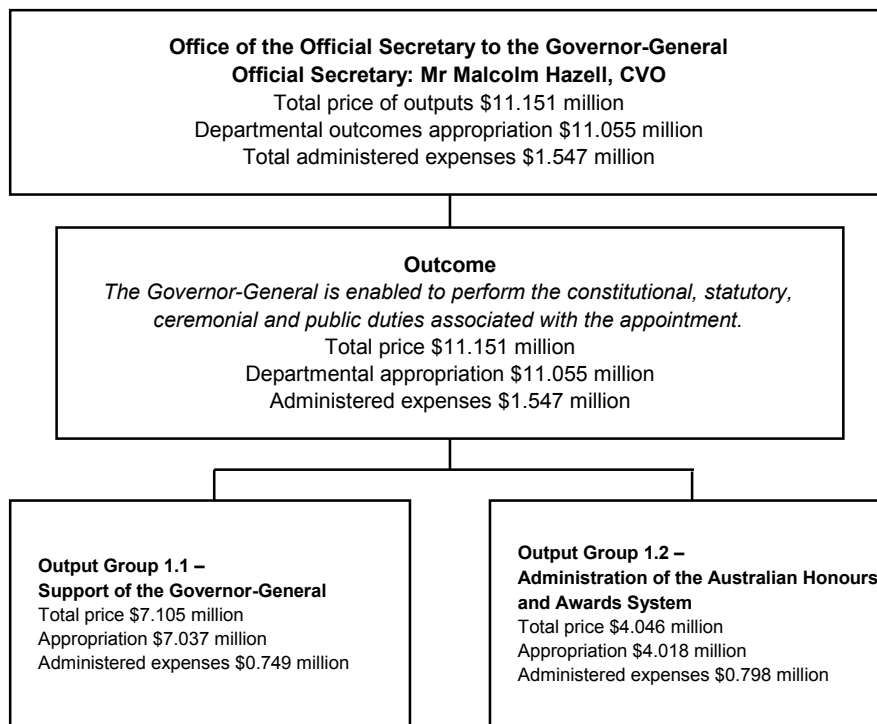 Office of the Official Secretary to the Governor-General
Official Secretary: Mr Malcolm Hazell, CVO
Total price of outputs $11.151 million
Departmental outcomes appropriation $11.055 million
Total administered expenses $1.547 million
Outcome
The Governor-General is enabled to perform the constitutional, statutory,
ceremonial and public duties associated with the appointment.
Total price $11.151 million
Departmental appropriation $11.055 million
Administered expenses $1.547 million
Output Group 1.1 –
Support of the Governor-General
Total price $7.105 million
Appropriation $7.037 million
Administered expenses $0.749 million
Output Group 1.2 –
Administration of the Australian Honours
and Awards System
Total price $4.046 million
Appropriation $4.018 million
Administered expenses $0.798 million